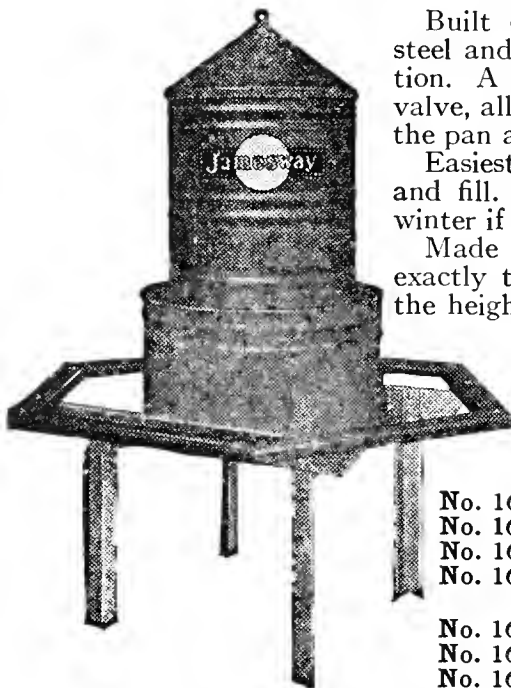 Built
steel and
tion. A
valve, all
the pan a
Easiest
and fill.
winter if
Made
exactly t
the heigh
Jamesway
No. 16
No. 16
No. 16
No. 16
No. 16
No. 16
No. 16